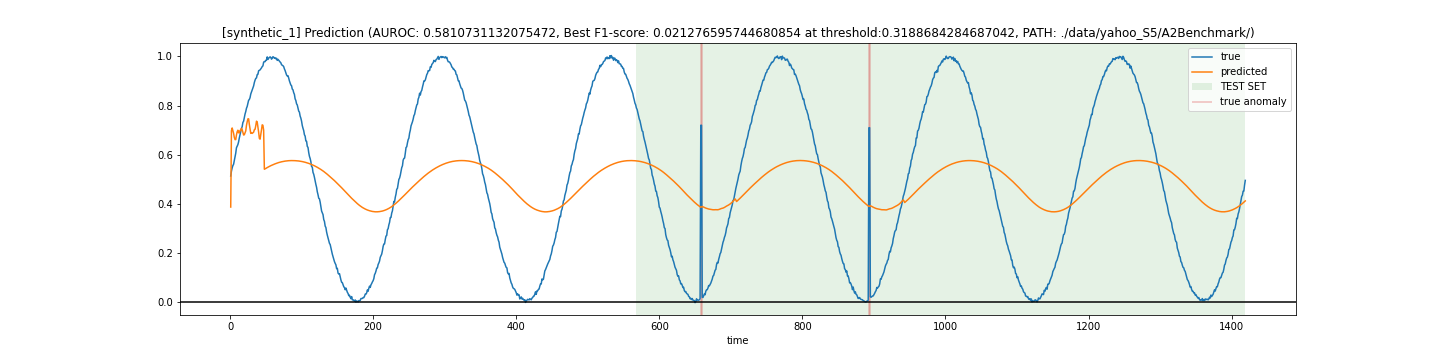 [synthetic_1] Prediction (AUROC: 0.5810731132075472, Best F1-score: 0.021276595744680854 at threshold:0.3188684284687042, PATH: ./data/yahoo_S5/A2Benchmark/)
1.0
0.8
0.6
0.4
0.2
0.0
true
predicted
TEST SET
true anomaly
0 200 400 600 800 1000 1200 1400
time